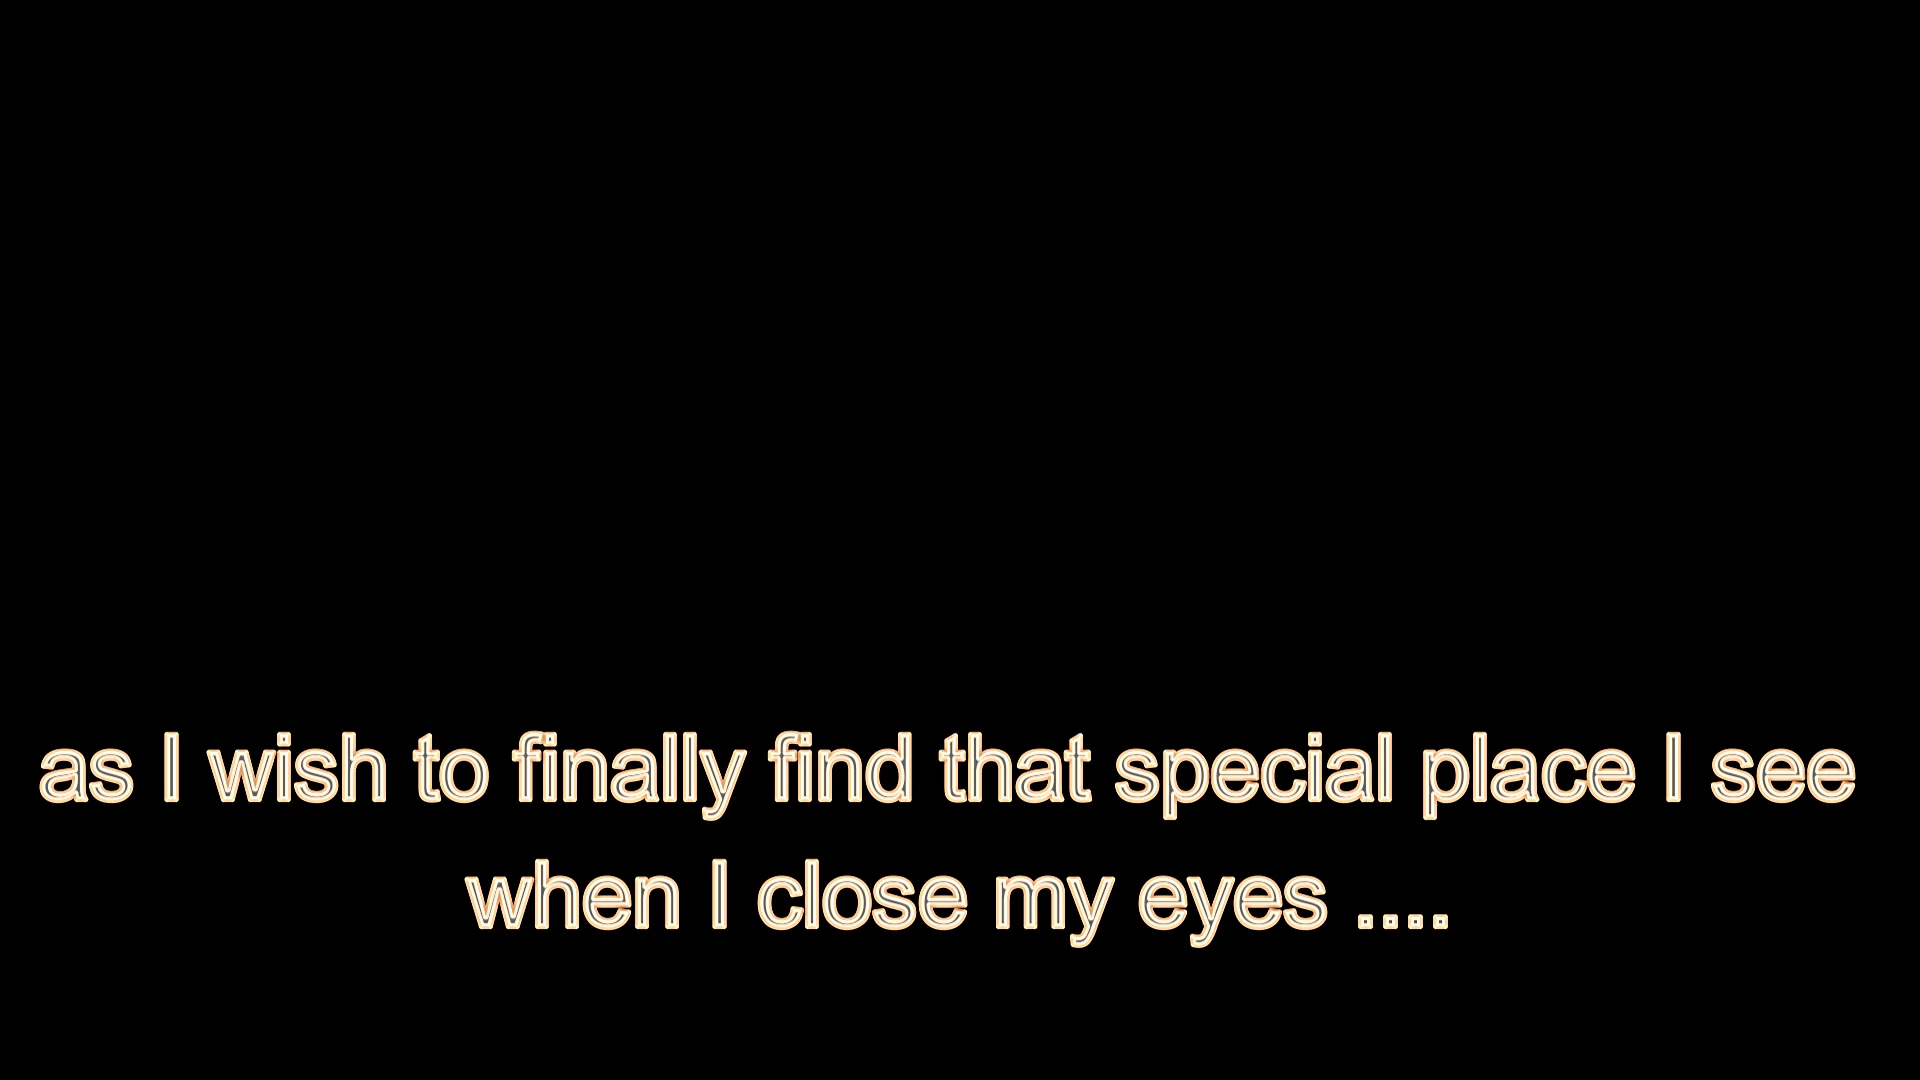 as I wish to finally find that special place I see
when I close my eyes ....